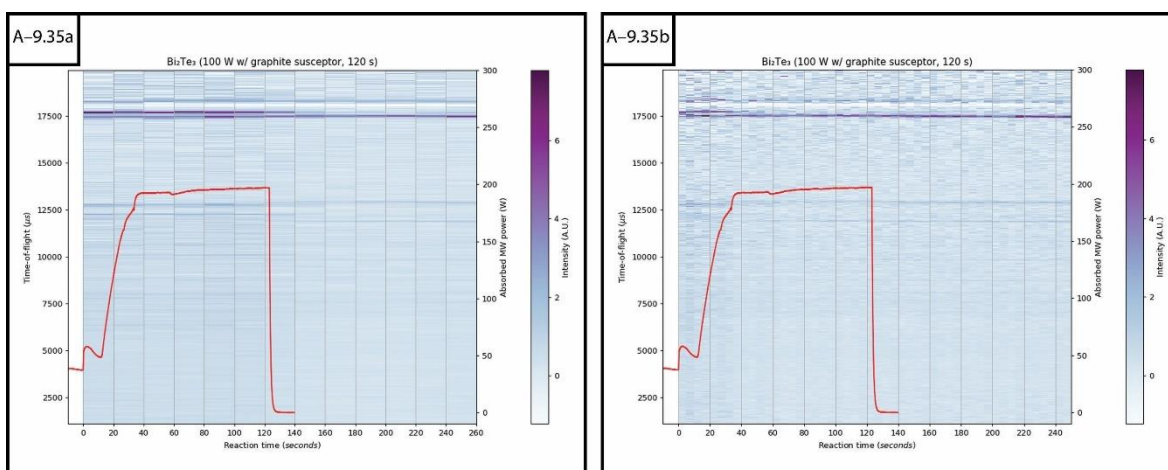 A–9.35a
Bi₂Te₃ (100 W w/ graphite susceptor, 120 s)
17500
15000
12500
10000
7500
5000
2500
Time-of-flight (μs)
0 20 40 60 80 100 120 140 160 180 200 220 240 260
Reaction time (seconds)
300
250
200
150
100
50
0
Absorbed MW power (W)
6
4
2
0
Intensity (A.U.)
A–9.35b
Bi₂Te₃ (100 W w/ graphite susceptor, 120 s)
17500
15000
12500
10000
7500
5000
2500
Time-of-flight (μs)
0 20 40 60 80 100 120 140 160 180 200 220 240
Reaction time (seconds)
300
250
200
150
100
50
0
Absorbed MW power (W)
6
4
2
0
Intensity (A.U.)